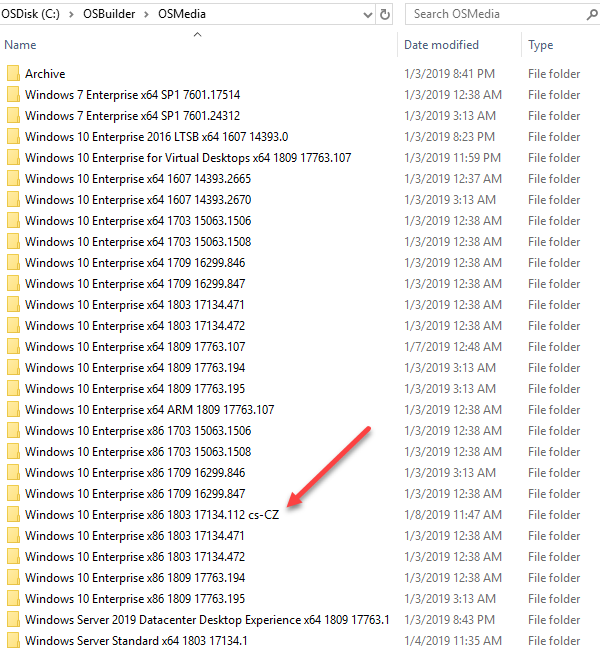 OSDisk (C:) > OSBuilder > OSMedia Search OSMedia
Name Date modified Type
Archive 1/3/2019 8:41 PM File folder
Windows 7 Enterprise x64 SP1 7601.17514 1/3/2019 12:38 AM File folder
Windows 7 Enterprise x64 SP1 7601.24312 1/3/2019 3:13 AM File folder
Windows 10 Enterprise 2016 LTSB x64 1607 14393.0 1/3/2019 8:23 PM File folder
Windows 10 Enterprise for Virtual Desktops x64 1809 17763.107 1/3/2019 11:59 PM File folder
Windows 10 Enterprise x64 1607 14393.2665 1/3/2019 12:37 AM File folder
Windows 10 Enterprise x64 1607 14393.2670 1/3/2019 3:13 AM File folder
Windows 10 Enterprise x64 1703 15063.1506 1/3/2019 12:38 AM File folder
Windows 10 Enterprise x64 1703 15063.1508 1/3/2019 12:38 AM File folder
Windows 10 Enterprise x64 1709 16299.846 1/3/2019 12:38 AM File folder
Windows 10 Enterprise x64 1709 16299.847 1/3/2019 12:38 AM File folder
Windows 10 Enterprise x64 1803 17134.471 1/3/2019 12:38 AM File folder
Windows 10 Enterprise x64 1803 17134.472 1/3/2019 12:38 AM File folder
Windows 10 Enterprise x64 1809 17763.107 1/7/2019 12:48 AM File folder
Windows 10 Enterprise x64 1809 17763.194 1/3/2019 3:13 AM File folder
Windows 10 Enterprise x64 1809 17763.195 1/3/2019 3:13 AM File folder
Windows 10 Enterprise x64 ARM 1809 17763.107 1/3/2019 12:38 AM File folder
Windows 10 Enterprise x86 1703 15063.1506 1/3/2019 12:38 AM File folder
Windows 10 Enterprise x86 1703 15063.1508 1/3/2019 12:38 AM File folder
Windows 10 Enterprise x86 1709 16299.846 1/3/2019 3:13 AM File folder
Windows 10 Enterprise x86 1709 16299.847 1/3/2019 12:38 AM File folder
Windows 10 Enterprise x86 1803 17134.112 cs-CZ 1/8/2019 11:47 AM File folder
Windows 10 Enterprise x86 1803 17134.471 1/3/2019 12:38 AM File folder
Windows 10 Enterprise x86 1803 17134.472 1/3/2019 12:38 AM File folder
Windows 10 Enterprise x86 1809 17763.194 1/3/2019 12:38 AM File folder
Windows 10 Enterprise x86 1809 17763.195 1/3/2019 3:13 AM File folder
Windows Server 2019 Datacenter Desktop Experience x64 1809 17763.1 1/3/2019 8:43 PM File folder
Windows Server Standard x64 1803 17134.1 1/4/2019 11:35 AM File folder